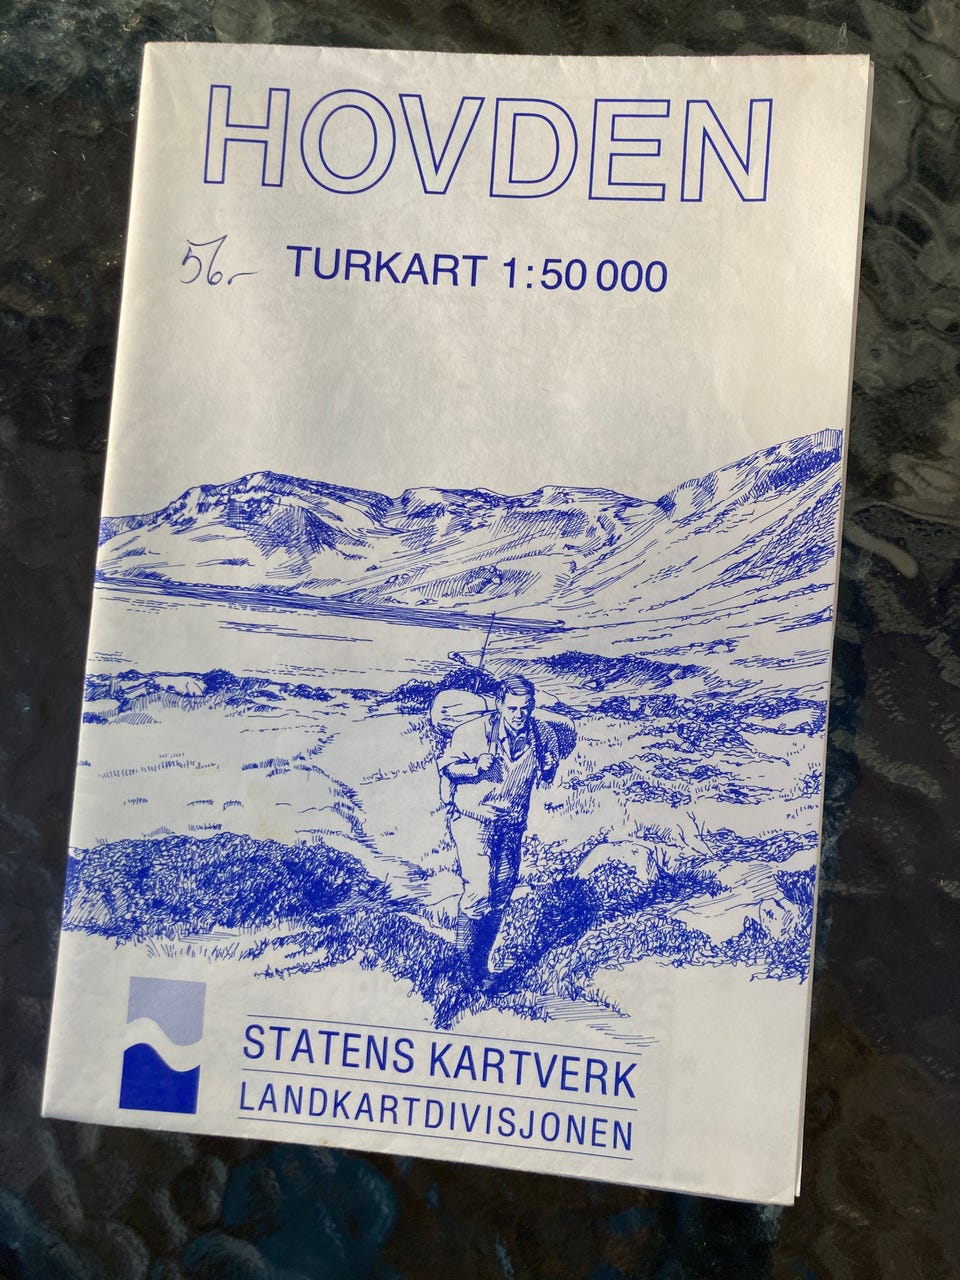 HOVDEN
56.-
TURKART 1:50 000
STATENS KARTVERK
LANDKARTDIVISJONEN